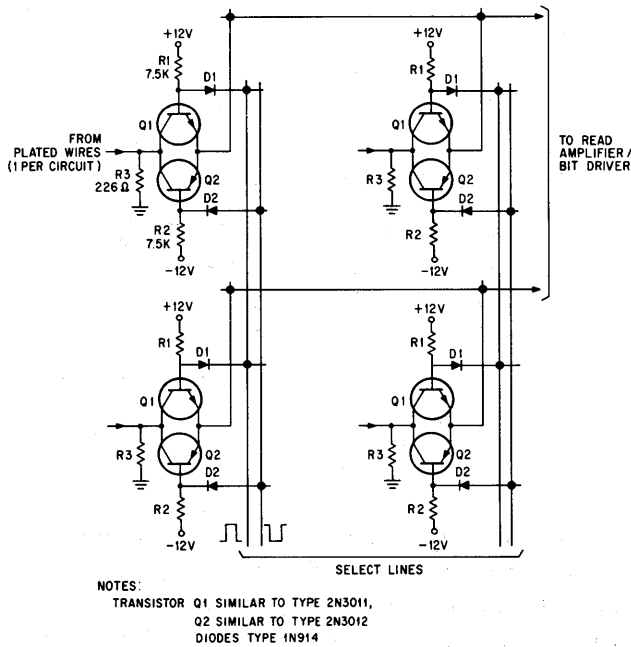 +12V +12V
R1 7.5K D1 R1 D1
Q1 Q1
FROM PLATED WIRES (1 PER CIRCUIT)
TO READ AMPLIFIER/ BIT DRIVER
R3 226 Ω Q2 R3 Q2
D2 D2
R2 7.5K R2
-12V -12V
+12V +12V
R1 D1 R1 D1
Q1 Q1
R3 Q2 R3 Q2
D2 D2
R2 R2
-12V -12V
SELECT LINES
NOTES:
TRANSISTOR Q1 SIMILAR TO TYPE 2N3011,
Q2 SIMILAR TO TYPE 2N3012
DIODES TYPE 1N914